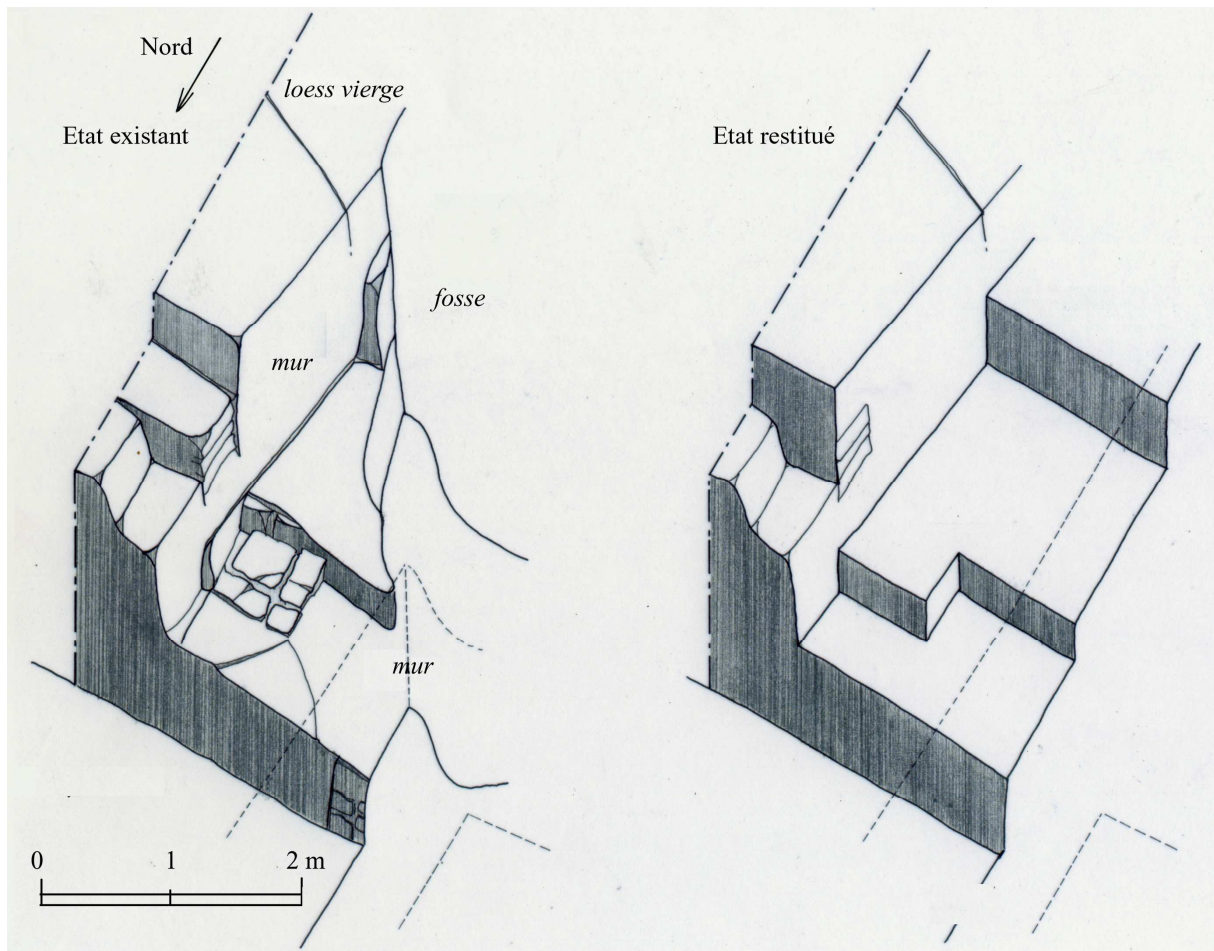 Nord
loess vierge
Etat existant
Etat restitué
fosse
mur
mur
0 1 2 m